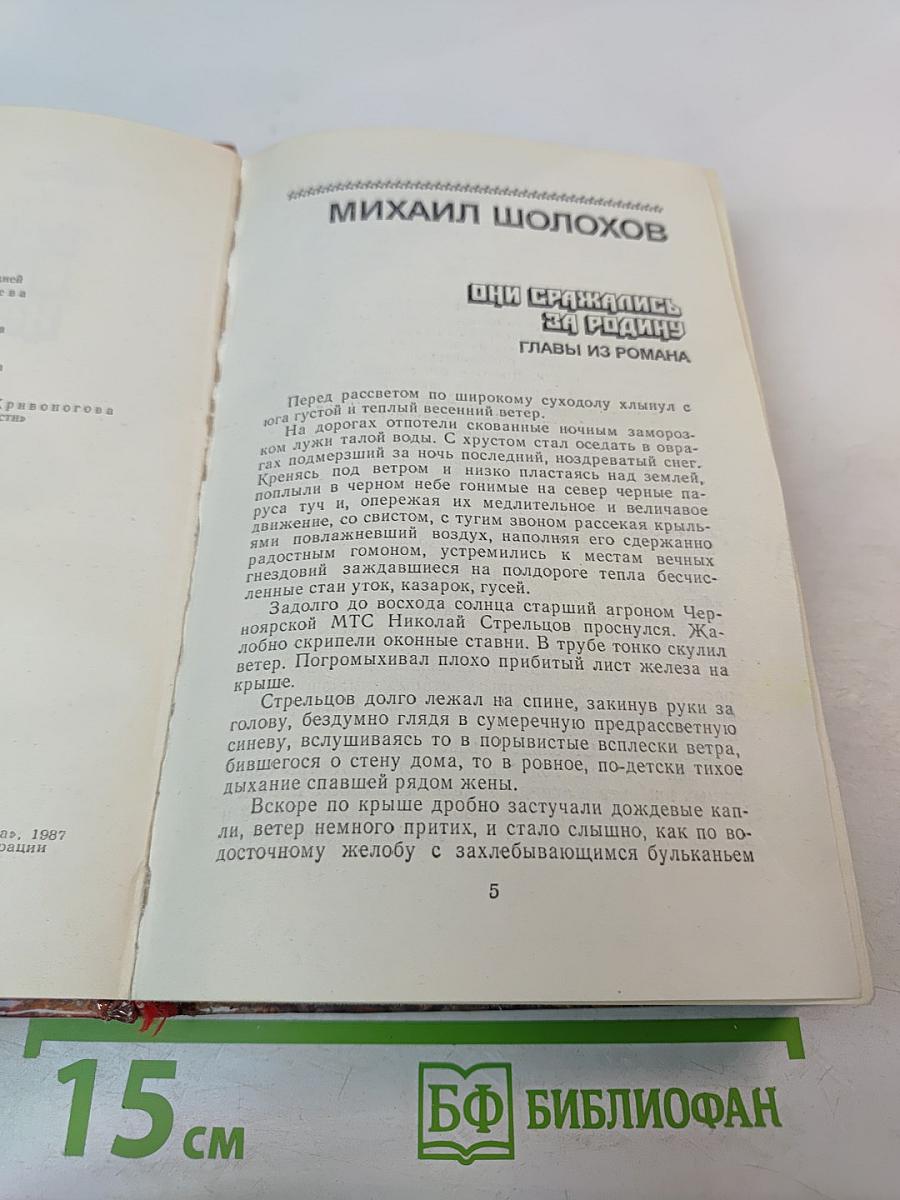 дней
ева
Кривоногова
сти»
а», 1987
рации
МИХАИЛ ШОЛОХОВ
ОНИ СРАЖАЛИСЬ
ЗА РОДИНУ
ГЛАВЫ ИЗ РОМАНА
Перед рассветом по широкому суходолу хлынул с
юга густой и теплый весенний ветер.
На дорогах отпотели скованные ночным замороз-
ком лужи талой воды. С хрустом стал оседать в овра-
гах подмерзший за ночь последний, ноздреватый снег.
Кренясь под ветром и низко пластаясь над землей,
поплыли в черном небе гонимые на север черные па-
руса туч и, опережая их медлительное и величавое
движение, со свистом, с тугим звоном рассекая крыль-
ями повлажневший воздух, наполняя его сдержанно
радостным гомоном, устремились к местам вечных
гнездовий заждавшиеся на полдороге тепла бесчис-
ленные стаи уток, казарок, гусей.
Задолго до восхода солнца старший агроном Чер-
ноярской МТС Николай Стрельцов проснулся. Жа-
лобно скрипели оконные ставни. В трубе тонко скулил
ветер. Погромыхивал плохо прибитый лист железа на
крыше.
Стрельцов долго лежал на спине, закинув руки за
голову, бездумно глядя в сумеречную предрассветную
синеву, вслушиваясь то в порывистые всплески ветра,
бившегося о стену дома, то в ровное, по-детски тихое
дыхание спавшей рядом жены.
Вскоре по крыше дробно застучали дождевые кап-
ли, ветер немного притих, и стало слышно, как по во-
досточному желобу с захлебывающимся бульканьем
5
15 см
БФ БИБЛИОФАН